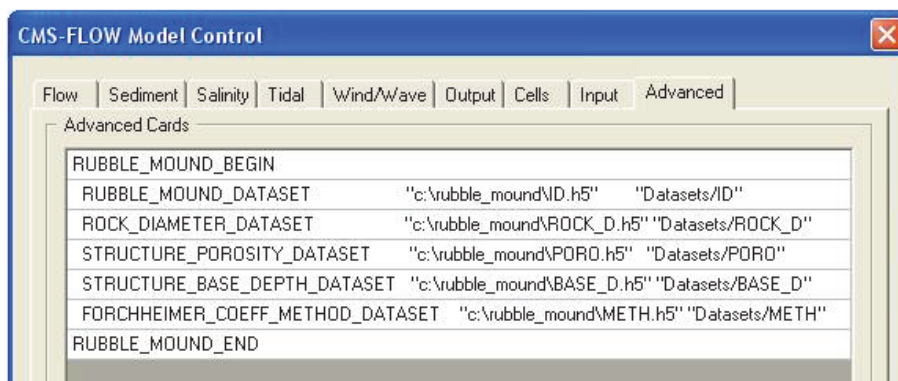 CMS-FLOW Model Control
Flow Sediment Salinity Tidal Wind/Wave Output Cells Input Advanced
Advanced Cards
RUBBLE_MOUND_BEGIN
RUBBLE_MOUND_DATASET "c:\rubble_mound\ID.h5" "Datasets/ID"
ROCK_DIAMETER_DATASET "c:\rubble_mound\ROCK_D.h5" "Datasets/ROCK_D"
STRUCTURE_POROSITY_DATASET "c:\rubble_mound\PORO.h5" "Datasets/PORO"
STRUCTURE_BASE_DEPTH_DATASET "c:\rubble_mound\BASE_D.h5" "Datasets/BASE_D"
FORCHHEIMER_COEFF_METHOD_DATASET "c:\rubble_mound\METH.h5" "Datasets/METH"
RUBBLE_MOUND_END